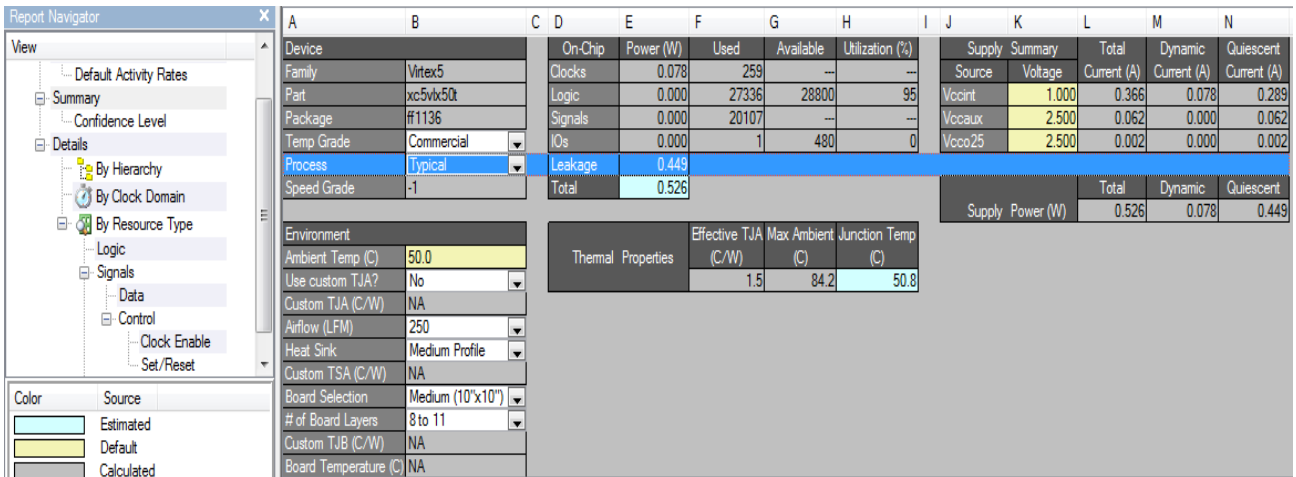 Report Navigator X
View
Default Activity Rates
Summary
Confidence Level
Details
By Hierarchy
By Clock Domain
By Resource Type
Logic
Signals
Data
Control
Clock Enable
Set/Reset
Color Source
Estimated
Default
Calculated
A B C D E F G H I J K L M N
Device On-Chip Power (W) Used Available Utilization (%) Supply Summary Total Dynamic Quiescent
Family Virtex5 Clocks 0.078 259 --- --- Source Voltage Current (A) Current (A) Current (A)
Part xc5vlx50t Logic 0.000 27336 28800 95 Vccint 1.000 0.366 0.078 0.289
Package ff1136 Signals 0.000 20107 --- --- Vccaux 2.500 0.062 0.000 0.062
Temp Grade Commercial IOs 0.000 1 480 0 Vcco25 2.500 0.002 0.000 0.002
Process Typical Leakage 0.449
Speed Grade -1 Total 0.526 Total Dynamic Quiescent
Supply Power (W) 0.526 0.078 0.449
Environment Effective TJA Max Ambient Junction Temp
Ambient Temp (C) 50.0 Thermal Properties (C/W) (C) (C)
Use custom TJA? No 1.5 84.2 50.8
Custom TJA (C/W) NA
Airflow (LFM) 250
Heat Sink Medium Profile
Custom TSA (C/W) NA
Board Selection Medium (10"x10")
# of Board Layers 8 to 11
Custom TJB (C/W) NA
Board Temperature (C) NA